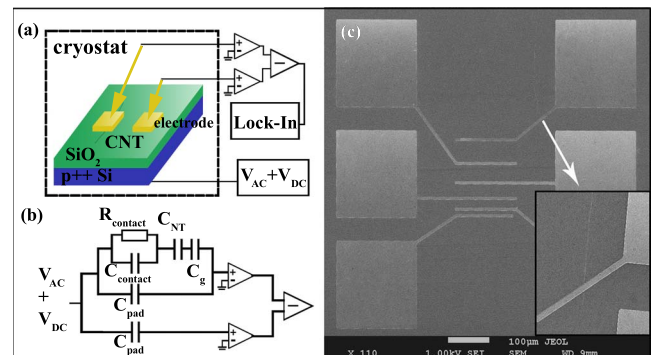 (a)
cryostat
electrode
CNT
SiO2
p++ Si
Lock-In
VAC+VDC
(b)
Rcontact
CNT
Ccontact
Cg
Cpad
VAC
+
VDC
Cpad
(c)
100μm JEOL
X 110 1.00kV SEI SEM WD 9mm